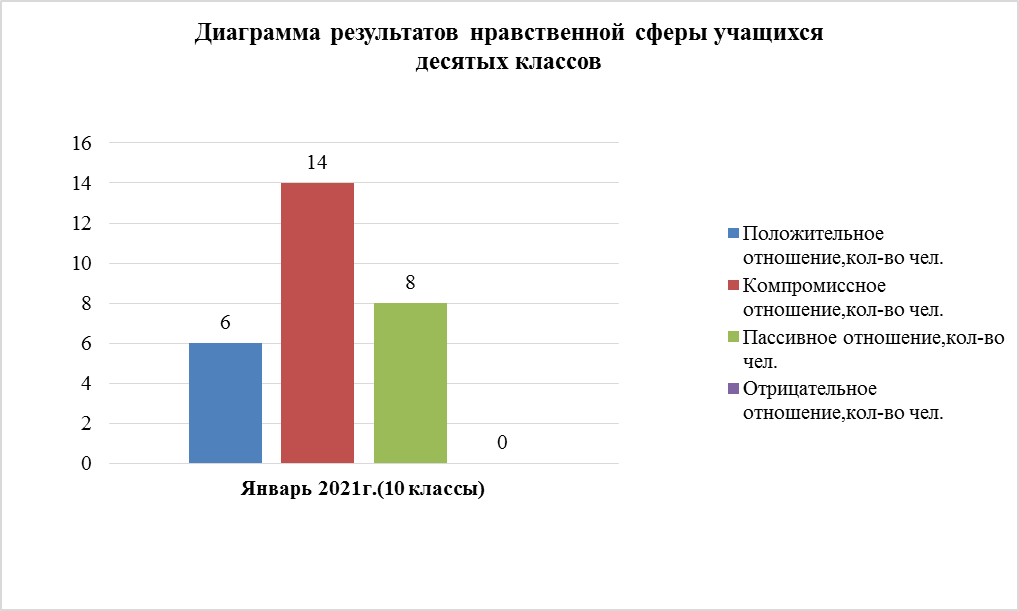 Диаграмма результатов нравственной сферы учащихся
десятых классов
16
14
12
10
8
6
4
2
0
6
14
8
0
Январь 2021г.(10 классы)
Положительное
отношение,кол-во чел.
Компромиссное
отношение,кол-во чел.
Пассивное отношение,кол-во
чел.
Отрицательное
отношение,кол-во чел.